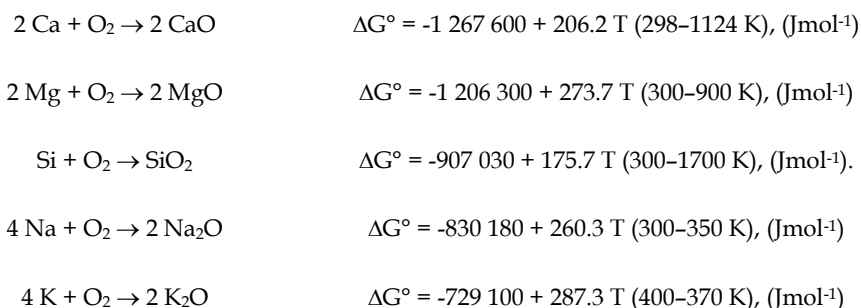 2 Ca + O₂ → 2 CaO ΔG° = -1 267 600 + 206.2 T (298–1124 K), (Jmol⁻¹)
2 Mg + O₂ → 2 MgO ΔG° = -1 206 300 + 273.7 T (300–900 K), (Jmol⁻¹)
Si + O₂ → SiO₂ ΔG° = -907 030 + 175.7 T (300–1700 K), (Jmol⁻¹).
4 Na + O₂ → 2 Na₂O ΔG° = -830 180 + 260.3 T (300–350 K), (Jmol⁻¹)
4 K + O₂ → 2 K₂O ΔG° = -729 100 + 287.3 T (400–370 K), (Jmol⁻¹)